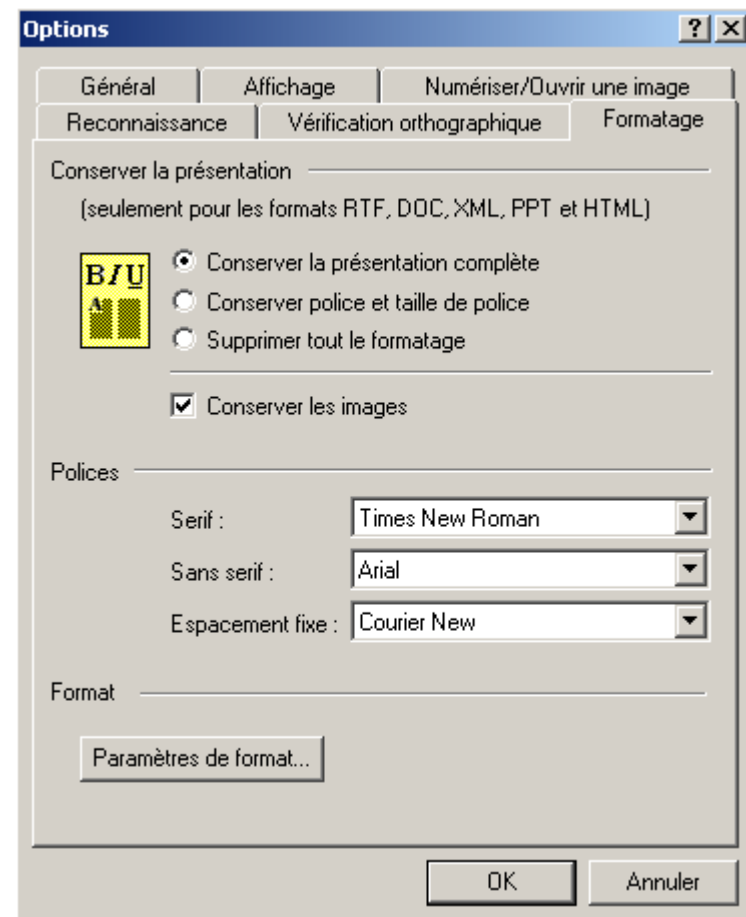 Options
Général Affichage Numériser/Ouvrir une image
Reconnaissance Vérification orthographique Formatage
Conserver la présentation
(seulement pour les formats RTF, DOC, XML, PPT et HTML)
B I U
A
Conserver la présentation complète
Conserver police et taille de police
Supprimer tout le formatage
Conserver les images
Polices
Serif : Times New Roman
Sans serif : Arial
Espacement fixe : Courier New
Format
Paramètres de format...
OK Annuler